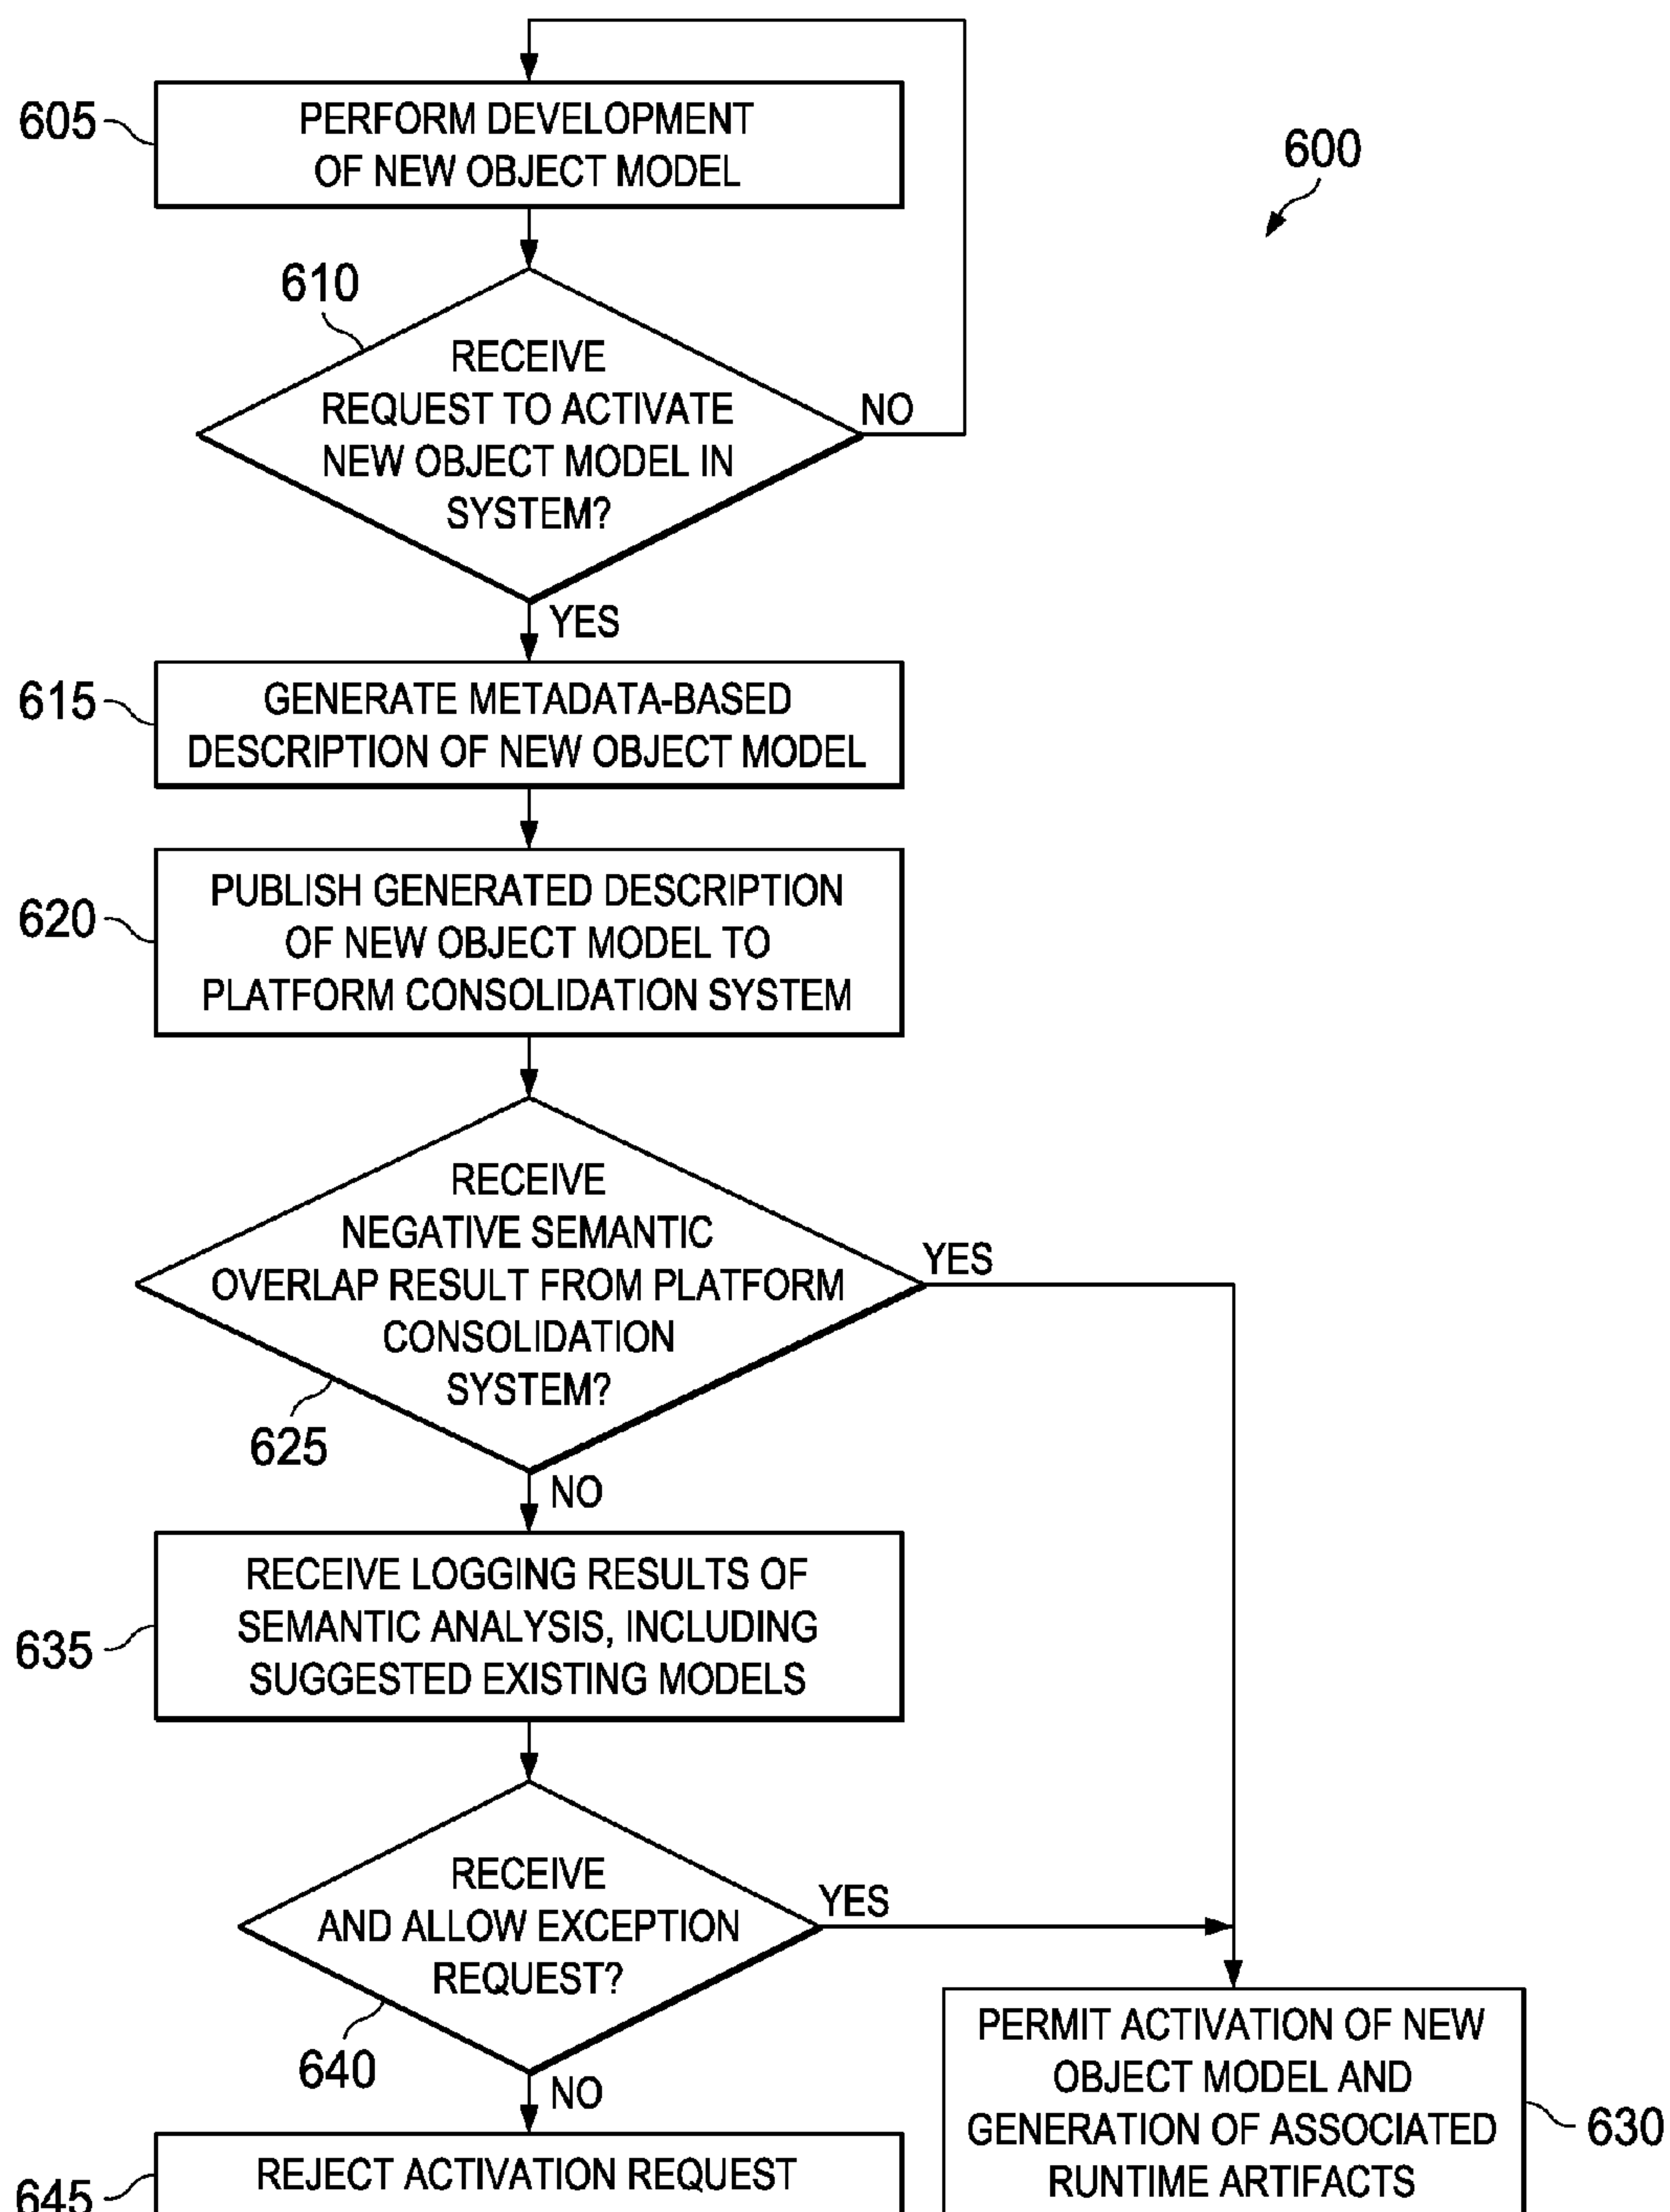 605
PERFORM DEVELOPMENT
OF NEW OBJECT MODEL
600
610
RECEIVE
REQUEST TO ACTIVATE
NEW OBJECT MODEL IN
SYSTEM?
NO
YES
615
GENERATE METADATA-BASED
DESCRIPTION OF NEW OBJECT MODEL
620
PUBLISH GENERATED DESCRIPTION
OF NEW OBJECT MODEL TO
PLATFORM CONSOLIDATION SYSTEM
RECEIVE
NEGATIVE SEMANTIC
OVERLAP RESULT FROM PLATFORM
CONSOLIDATION
SYSTEM?
YES
625
NO
635
RECEIVE LOGGING RESULTS OF
SEMANTIC ANALYSIS, INCLUDING
SUGGESTED EXISTING MODELS
RECEIVE
AND ALLOW EXCEPTION
REQUEST?
YES
640
NO
PERMIT ACTIVATION OF NEW
OBJECT MODEL AND
GENERATION OF ASSOCIATED
RUNTIME ARTIFACTS
630
645
REJECT ACTIVATION REQUEST